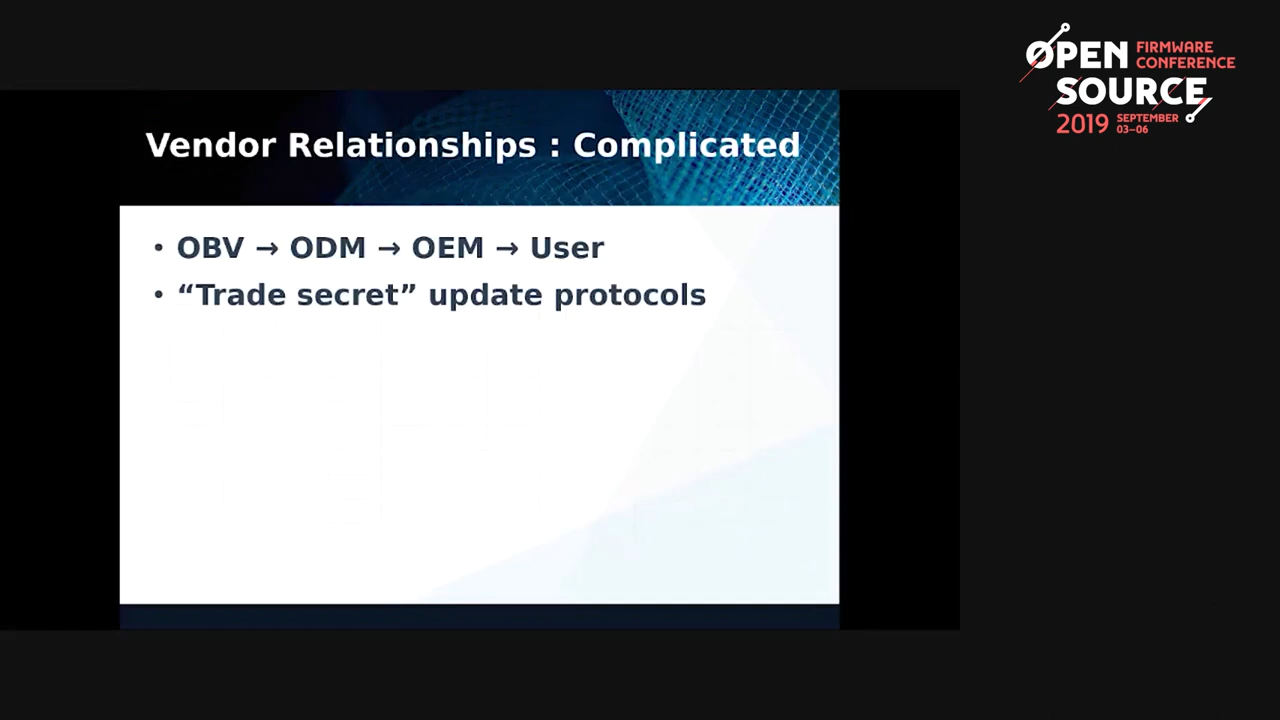 OPEN FIRMWARE
CONFERENCE
SOURCE
2019 SEPTEMBER
03–06
Vendor Relationships : Complicated
• OBV → ODM → OEM → User
• “Trade secret” update protocols